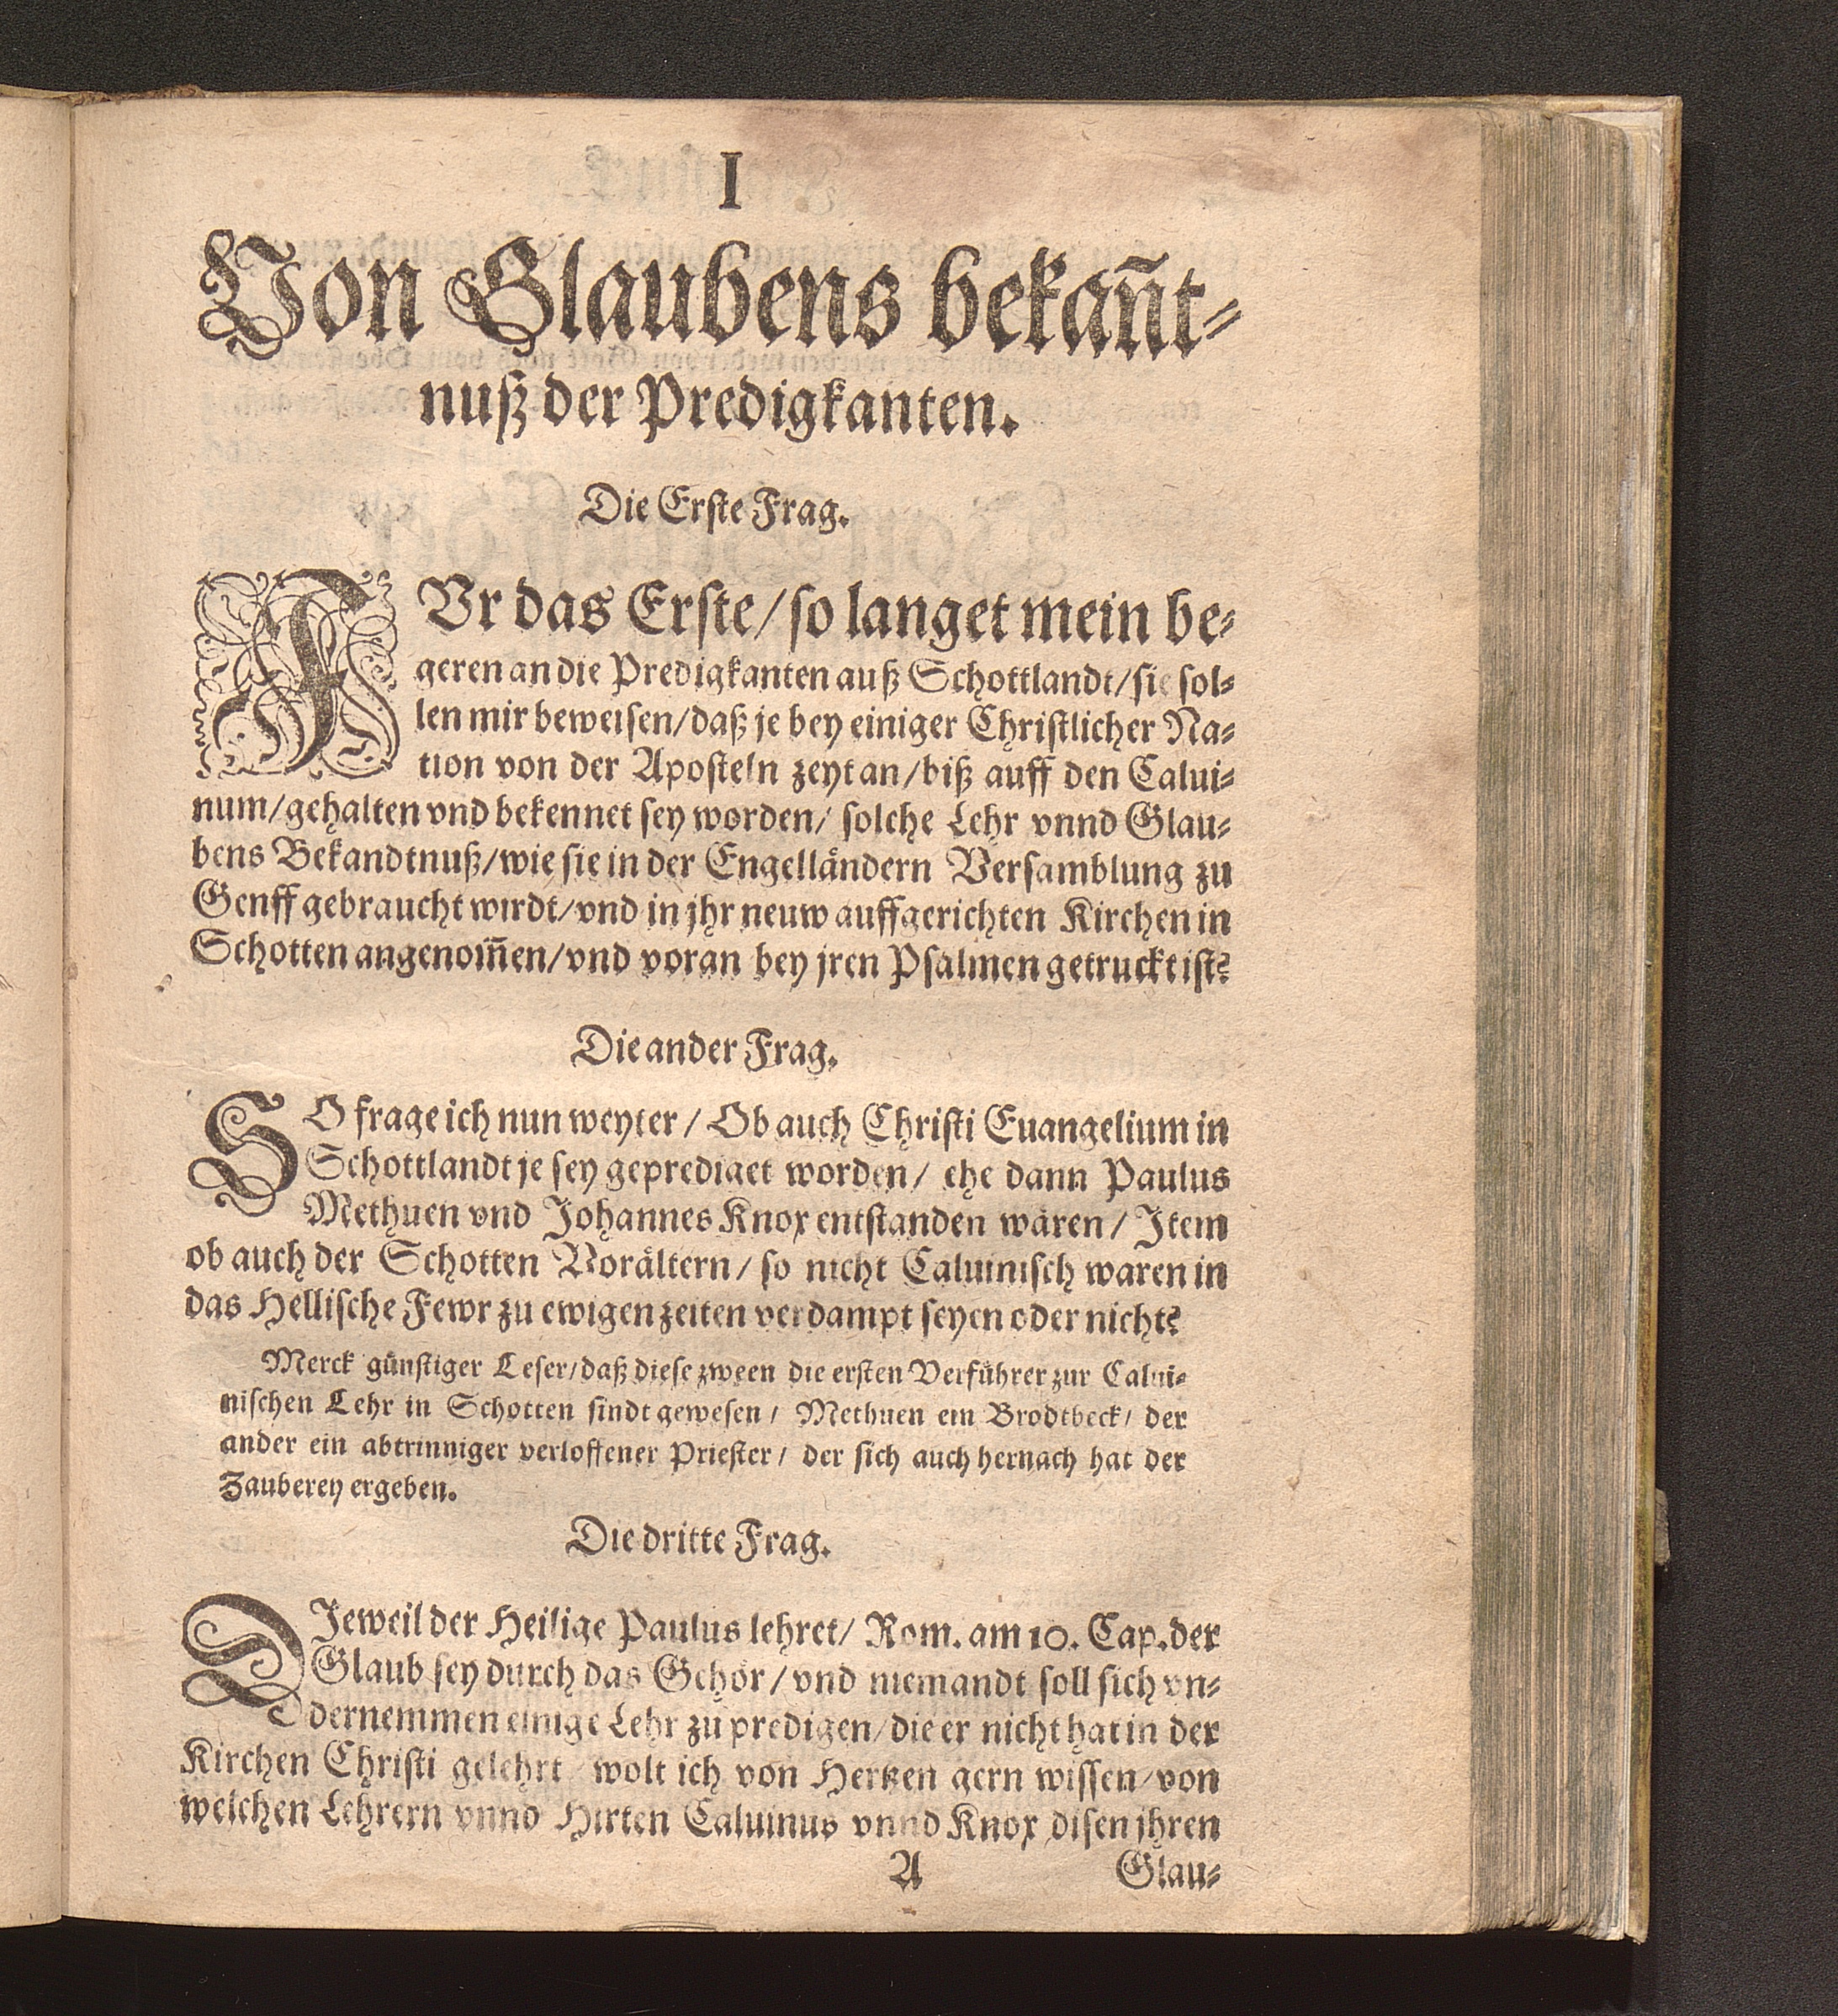 I
Von Glaubens bekañt-
nuß der Predigkanten.
Die Erste Frag.
FVr das Erste/ so langet mein be-
geren an die Predigkanten auß Schottlandt/ sie sol-
len mir beweisen/ daß je bey einiger Christlicher Na-
tion von der Aposteln zeyt an/ biß auff den Calui-
num/ gehalten vnd bekennet sey worden/ solche Lehr vnnd Glau-
bens Bekandtnuß/ wie sie in der Engelländern Versamblung zu
Genff gebraucht wirdt/ vnd in jhr neuw auffgerichten Kirchen in
Schotten angenom̃en/ vnd voran bey jren Psalmen getruckt ist?
Die ander Frag.
SO frage ich nun weyter/ Ob auch Christi Euangelium in
Schottlandt je sey geprediget worden/ ehe dann Paulus
Methuen vnd Johannes Knox entstanden wären/ Item
ob auch der Schotten Vorältern/ so nicht Caluinisch waren in
das Hellische Fewr zu ewigen zeiten verdampt seyen oder nicht?
Merck günstiger Leser/ daß diese zween die ersten Verführer zur Calui-
nischen Lehr in Schotten sindt gewesen/ Methuen ein Brodtbeck/ der
ander ein abtrinniger verloffener Priester/ der sich auch hernach hat der
Zauberey ergeben.
Die dritte Frag.
DIeweil der Heilige Paulus lehret/ Rom. am 10. Cap. der
Glaub sey durch das Gehör/ vnd niemandt soll sich vn-
dernemmen einige Lehr zu predigen/ die er nicht hat in der
Kirchen Christi gelehrt/ wolt ich von Hertzen gern wissen/ von
welchen Lehrern vnnd Hirten Caluinus vnnd Knox disen jhren
A Glau-